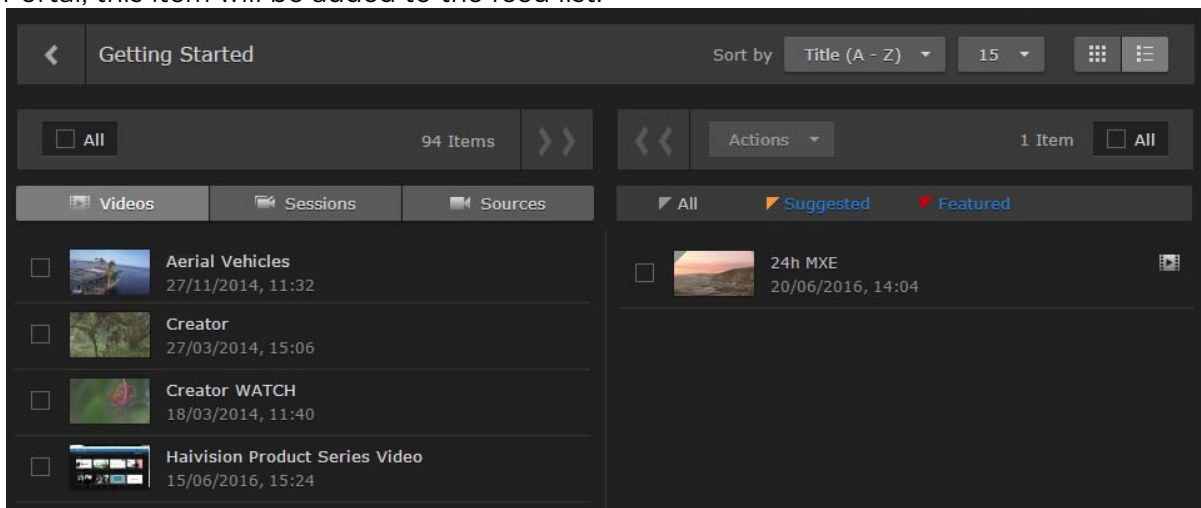 Portal, this item will be added to the feed list.
Getting Started
Sort by Title (A - Z) 15
All 94 Items
Actions 1 Item All
Videos Sessions Sources
All Suggested Featured
Aerial Vehicles
27/11/2014, 11:32
Creator
27/03/2014, 15:06
Creator WATCH
18/03/2014, 11:40
Haivision Product Series Video
15/06/2016, 15:24
24h MXE
20/06/2016, 14:04